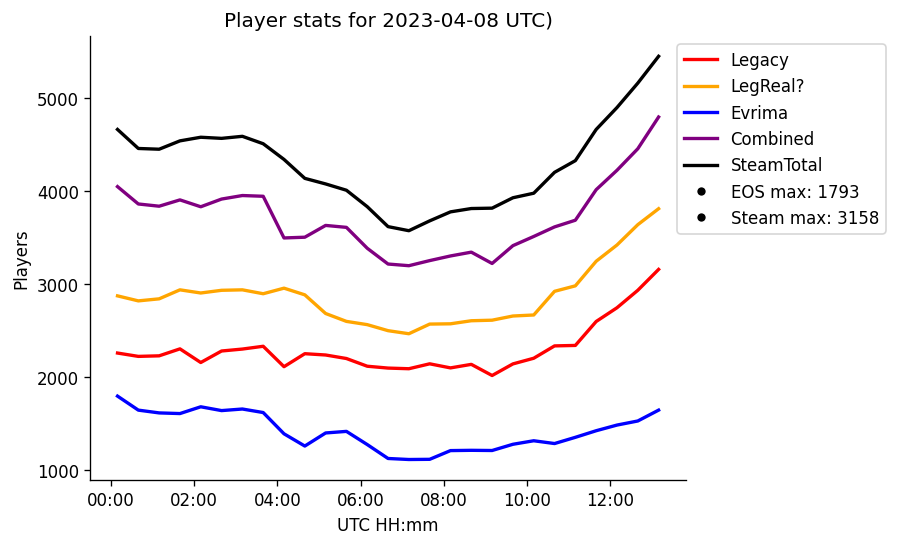 Player stats for 2023-04-08 UTC)
Legacy
LegReal?
Evrima
Combined
SteamTotal
EOS max: 1793
Steam max: 3158
5000
4000
3000
2000
1000
Players
00:00 02:00 04:00 06:00 08:00 10:00 12:00
UTC HH:mm